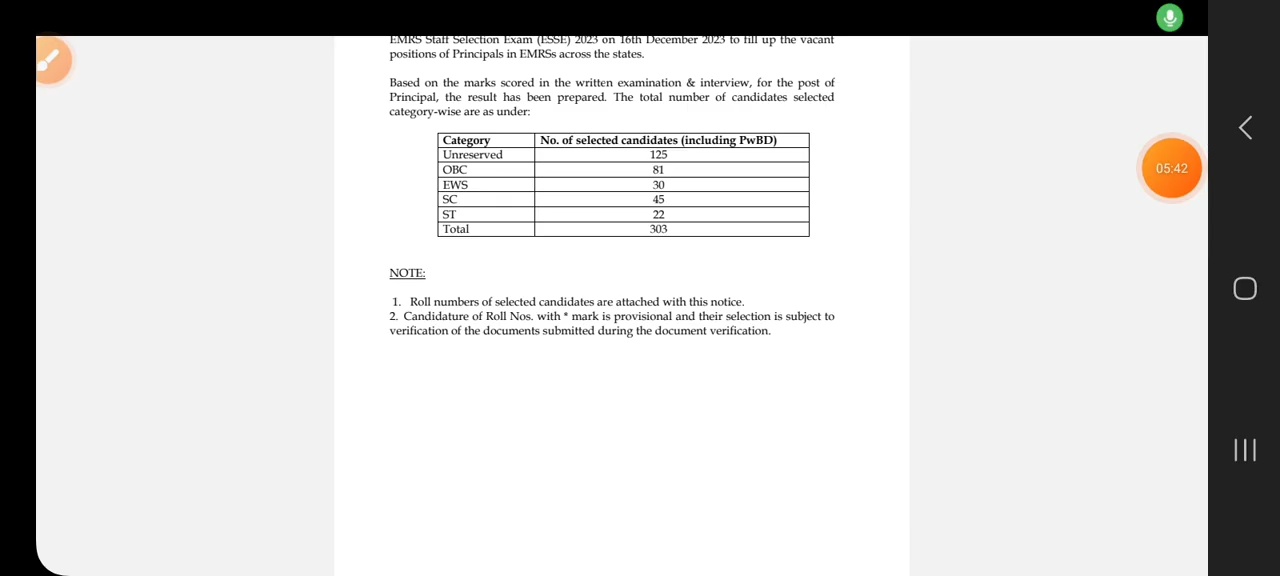 EMRS Staff Selection Exam (ESSE) 2023 on 16th December 2023 to fill up the vacant
positions of Principals in EMRSs across the states.
Based on the marks scored in the written examination & interview, for the post of
Principal, the result has been prepared. The total number of candidates selected
category-wise are as under:
Category No. of selected candidates (including PwBD)
Unreserved 125
OBC 81
EWS 30
SC 45
ST 22
Total 303
05:42
NOTE:
1. Roll numbers of selected candidates are attached with this notice.
2. Candidature of Roll Nos. with * mark is provisional and their selection is subject to
verification of the documents submitted during the document verification.